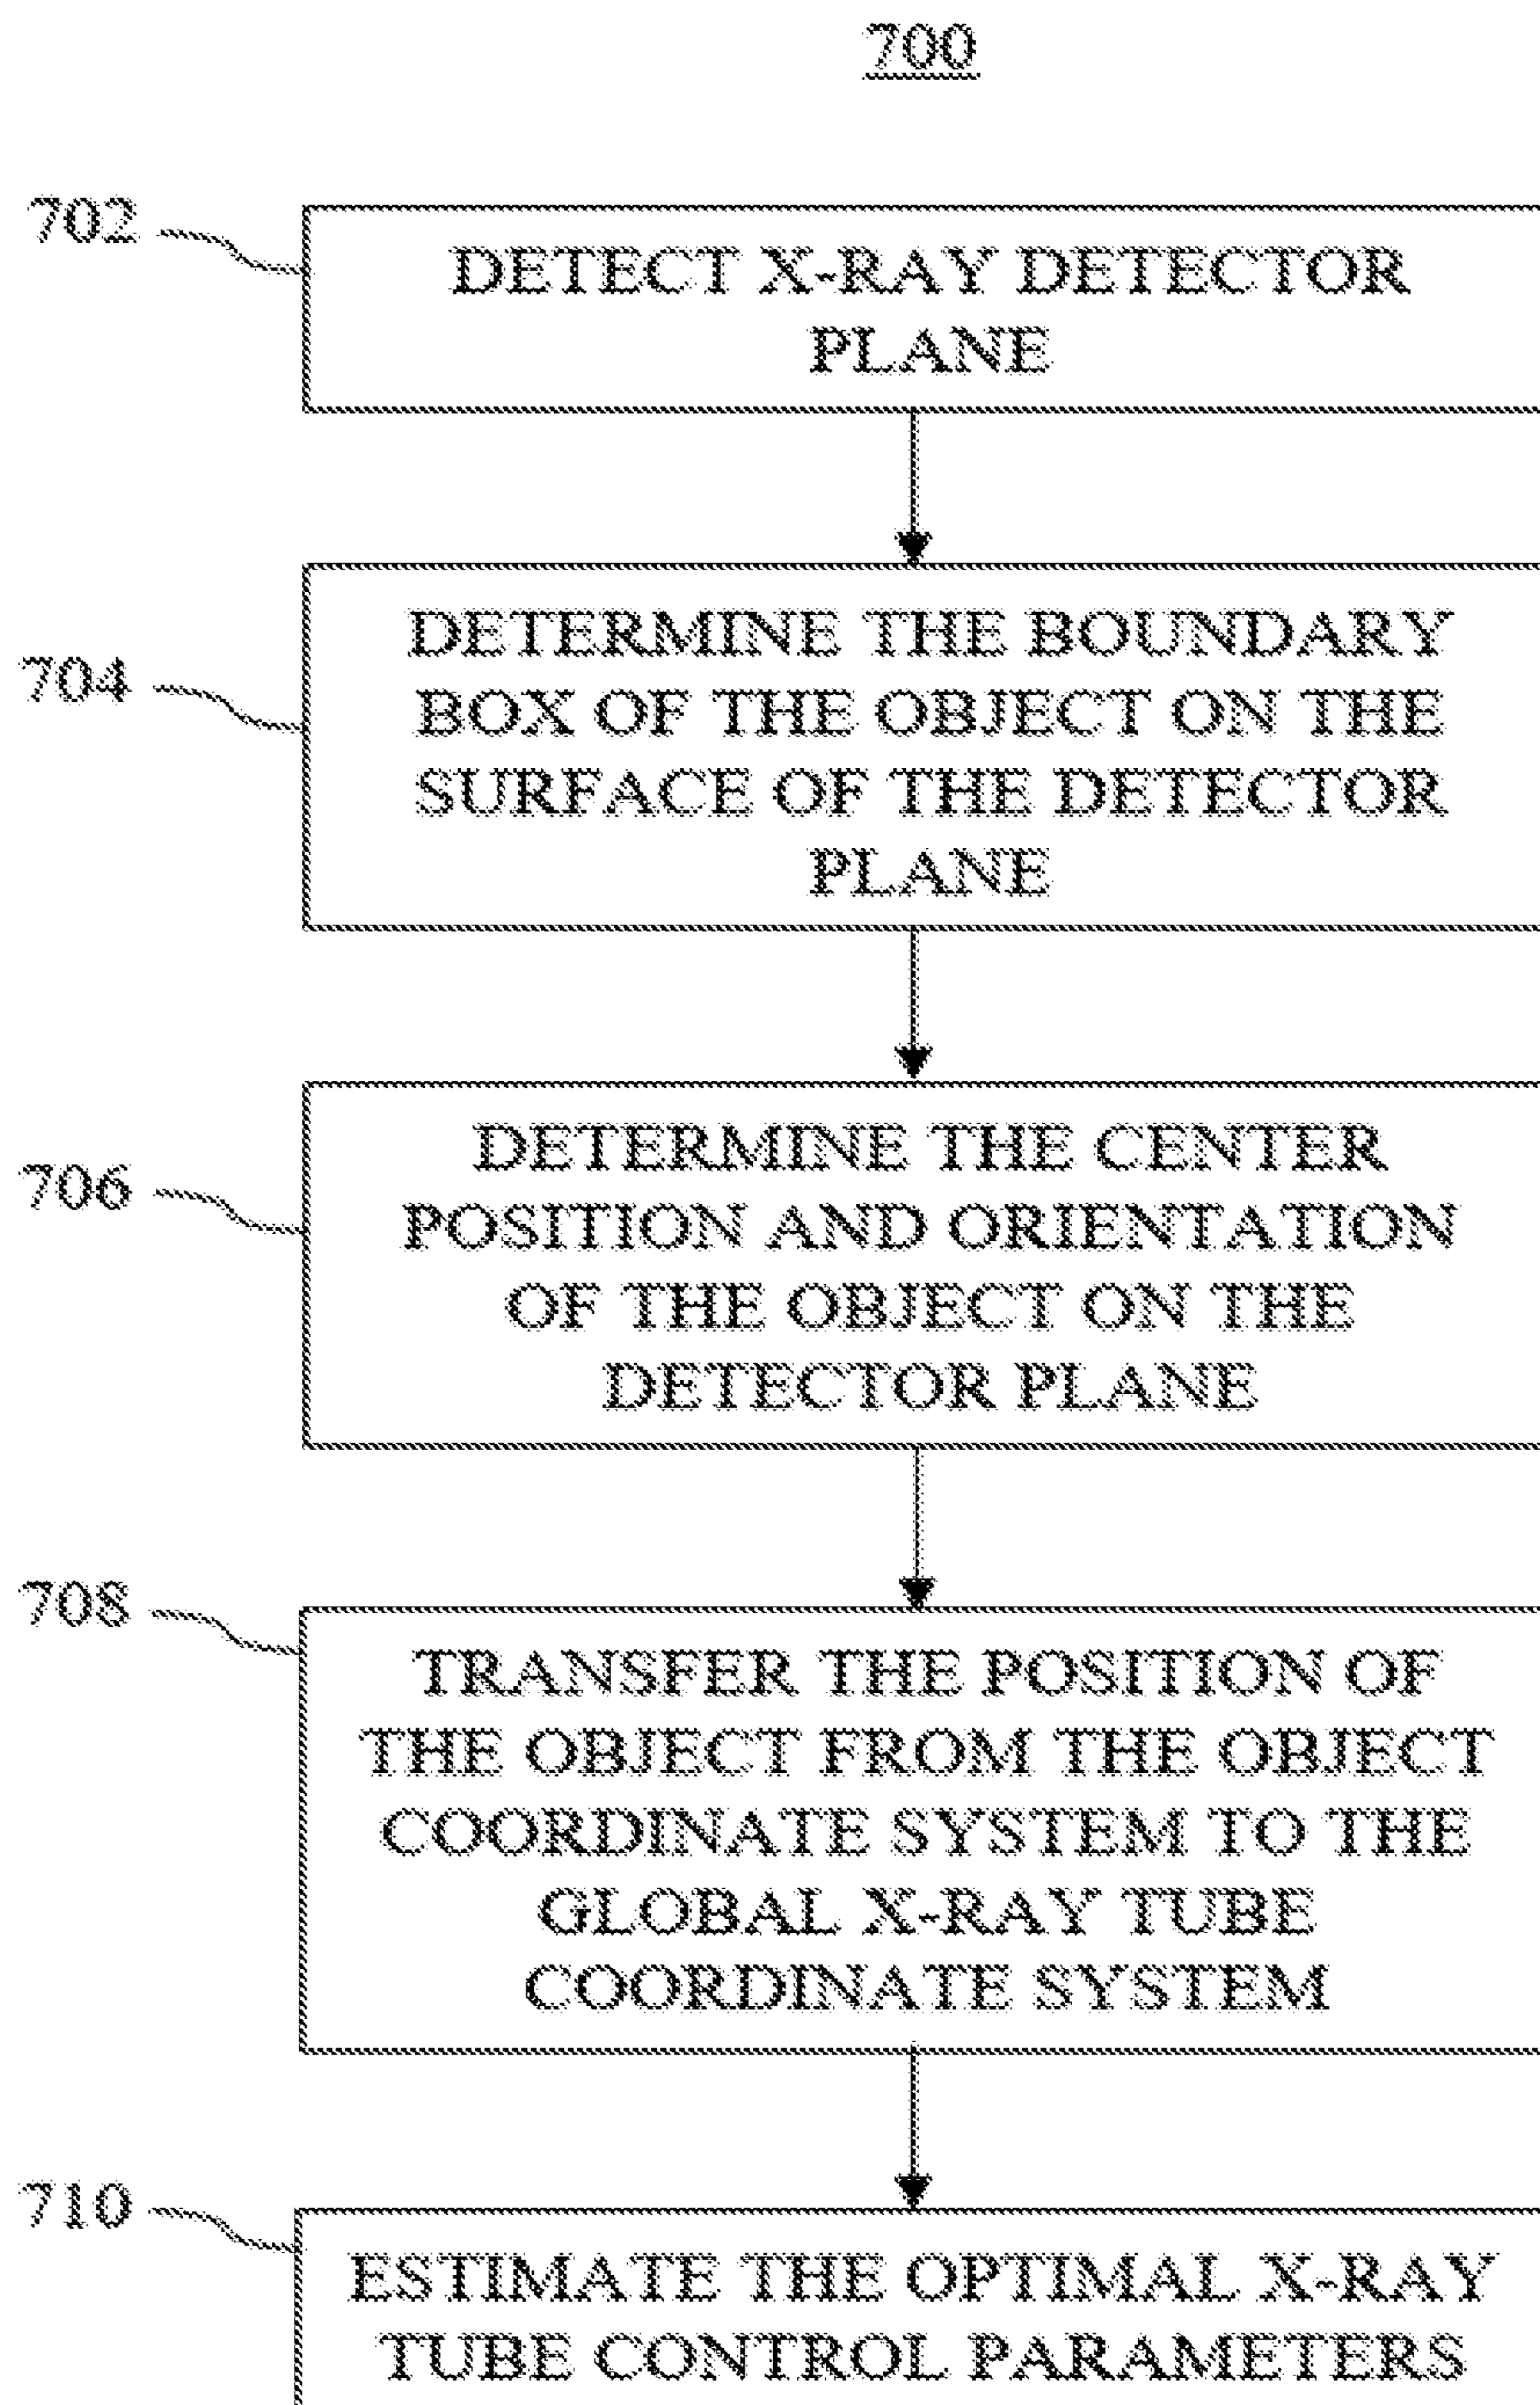 700
702
DETECT X-RAY DETECTOR
PLANE
704
DETERMINE THE BOUNDARY
BOX OF THE OBJECT ON THE
SURFACE OF THE DETECTOR
PLANE
706
DETERMINE THE CENTER
POSITION AND ORIENTATION
OF THE OBJECT ON THE
DETECTOR PLANE
708
TRANSFER THE POSITION OF
THE OBJECT FROM THE OBJECT
COORDINATE SYSTEM TO THE
GLOBAL X-RAY TUBE
COORDINATE SYSTEM
710
ESTIMATE THE OPTIMAL X-RAY
TUBE CONTROL PARAMETERS